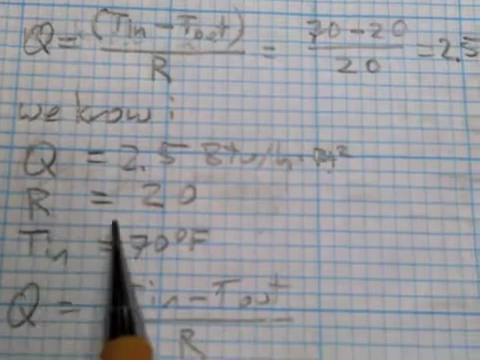 Q = (Tin - Tout) / R = 70-20 / 20 = 2.5
we know:
Q = 2.5 Btu/h·ft²
R = 20
Tin = 70°F
Q = Tin - Tout / R